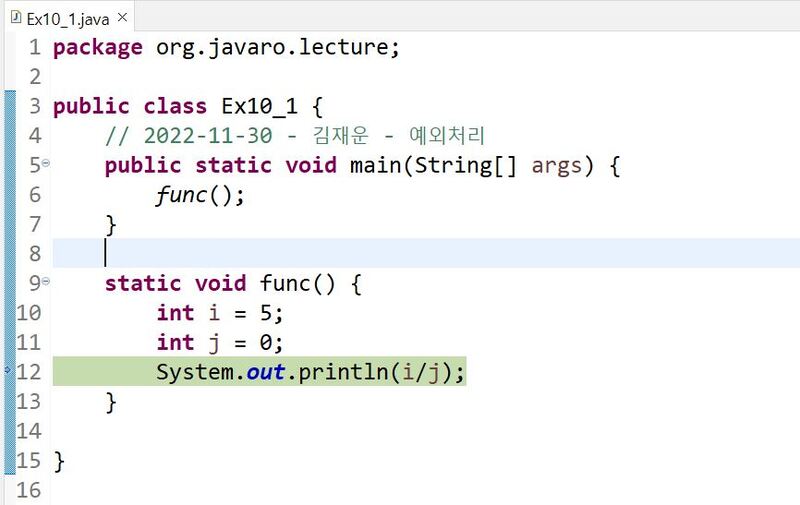 Ex10_1.java
1 package org.javaro.lecture;
2
3 public class Ex10_1 {
4     // 2022-11-30 - 김재운 - 예외처리
5     public static void main(String[] args) {
6         func();
7     }
8
9     static void func() {
10         int i = 5;
11         int j = 0;
12         System.out.println(i/j);
13     }
14
15 }
16